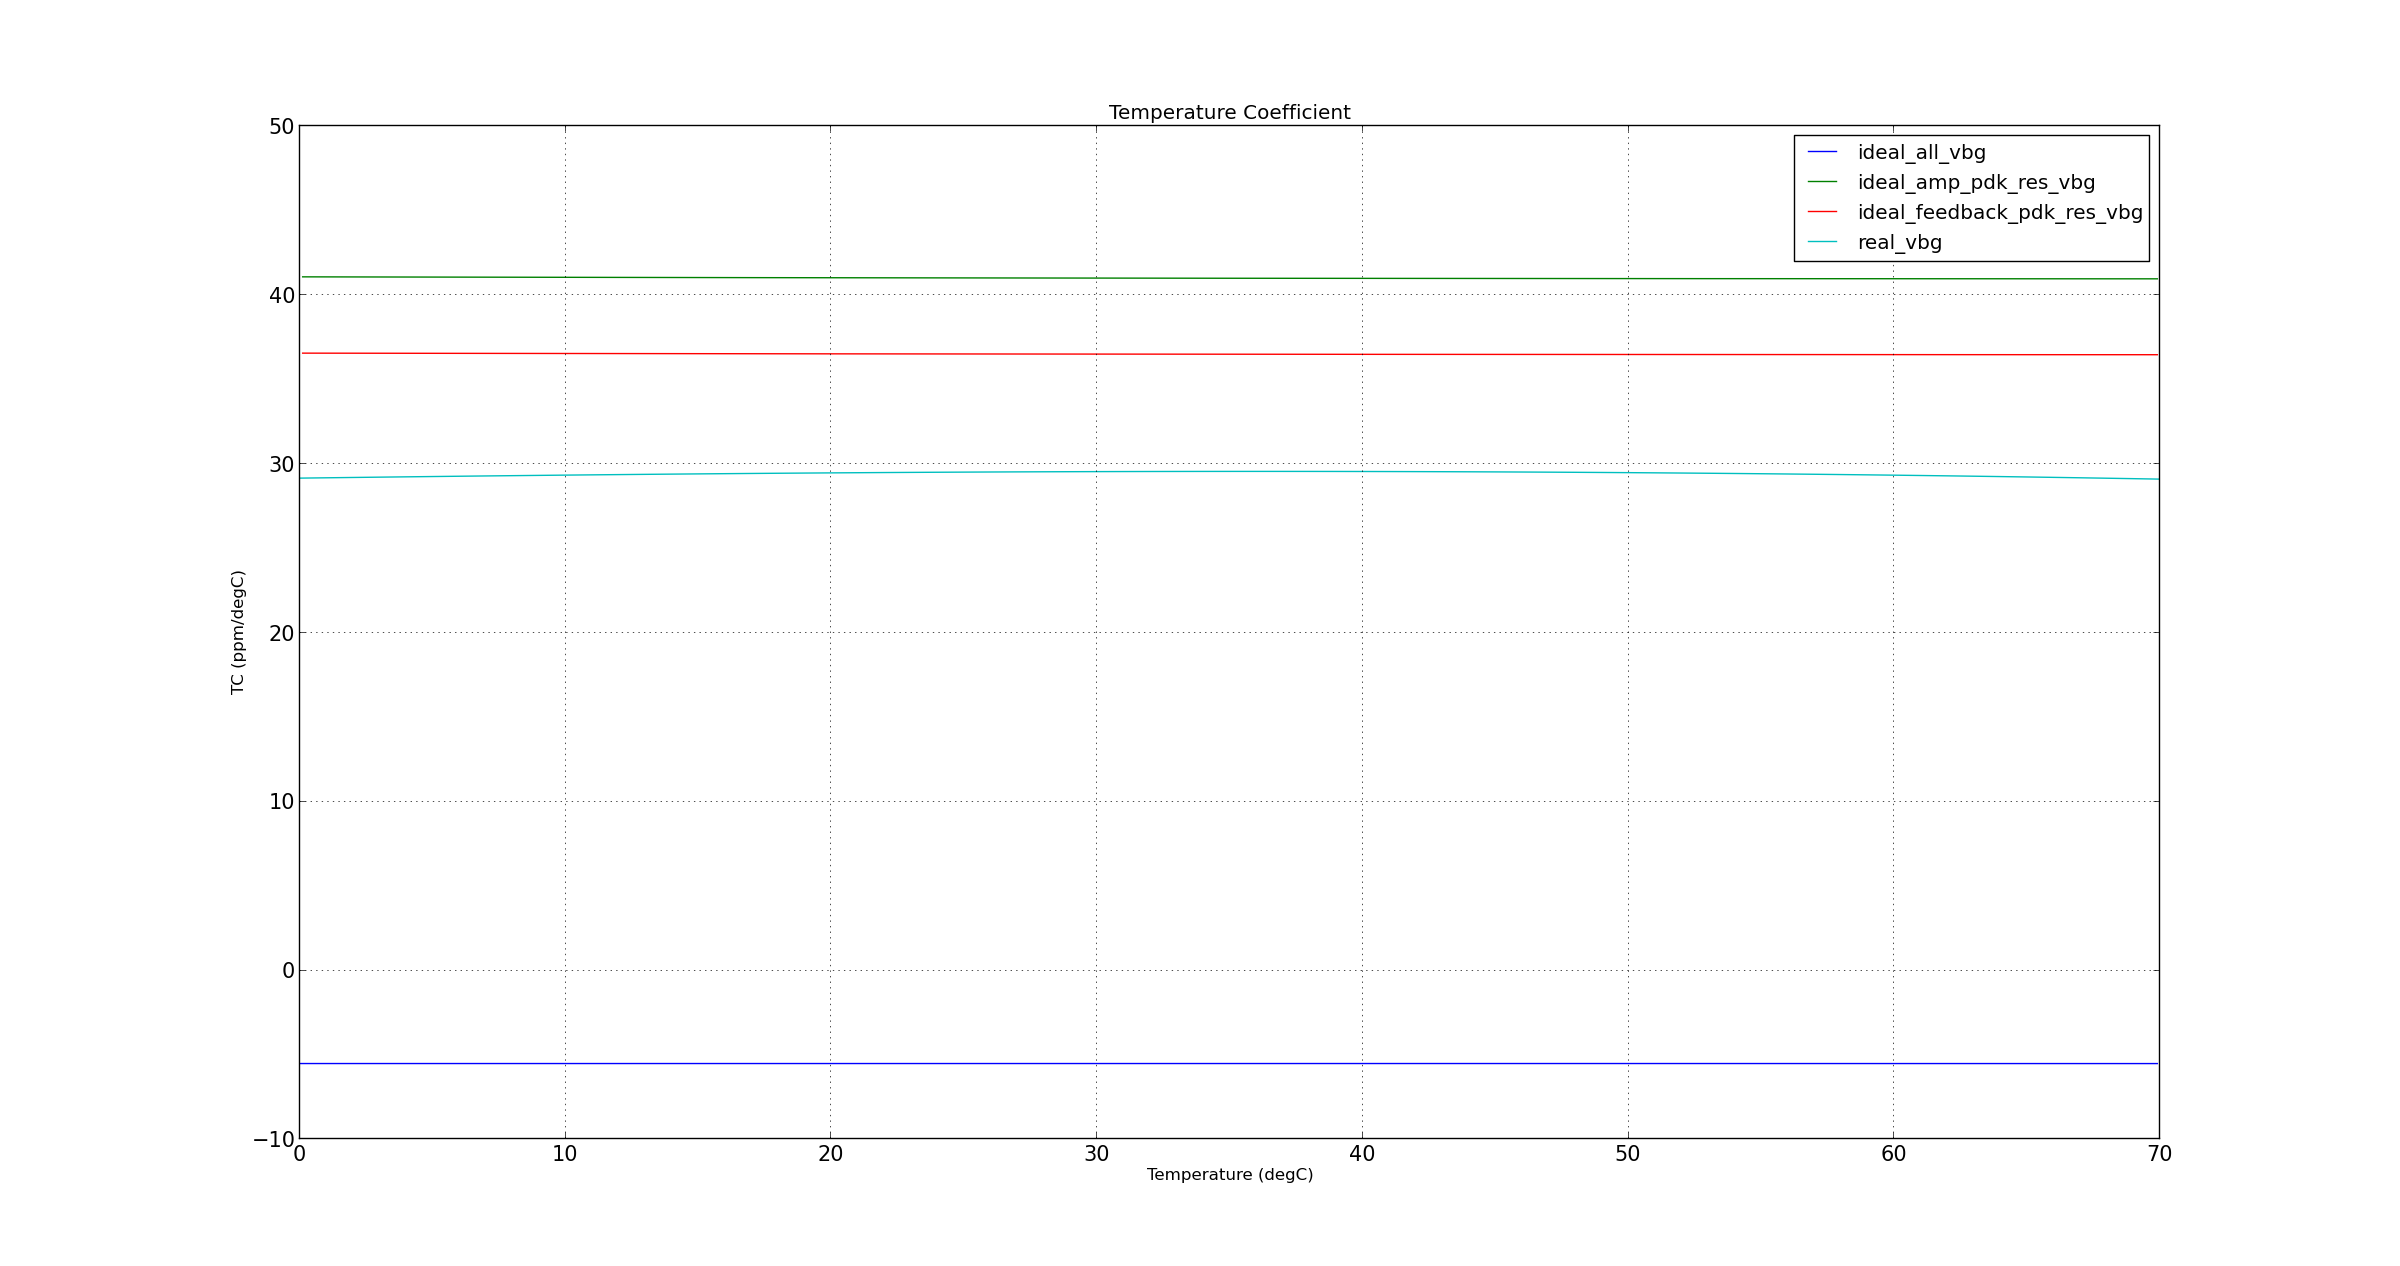 Temperature Coefficient
50
40
30
20
10
0
−10
TC (ppm/degC)
ideal_all_vbg
ideal_amp_pdk_res_vbg
ideal_feedback_pdk_res_vbg
real_vbg
0 10 20 30 40 50 60 70
Temperature (degC)